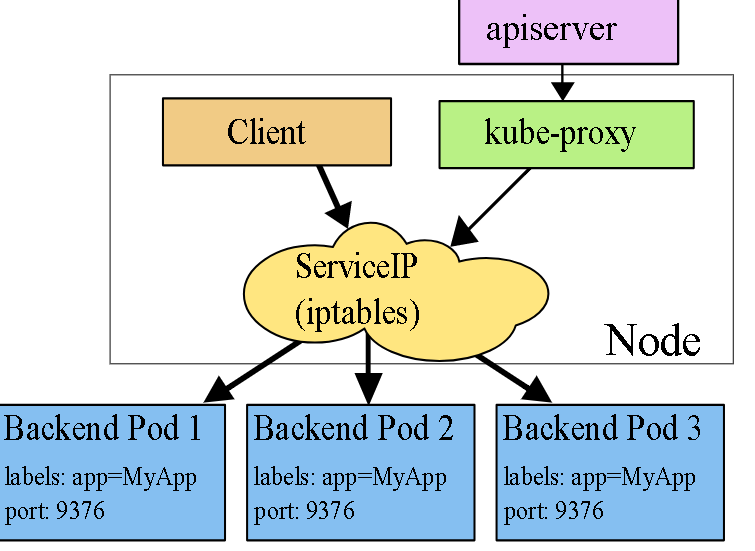 apiserver
Client
kube-proxy
ServiceIP
(iptables)
Node
Backend Pod 1
labels: app=MyApp
port: 9376
Backend Pod 2
labels: app=MyApp
port: 9376
Backend Pod 3
labels: app=MyApp
port: 9376